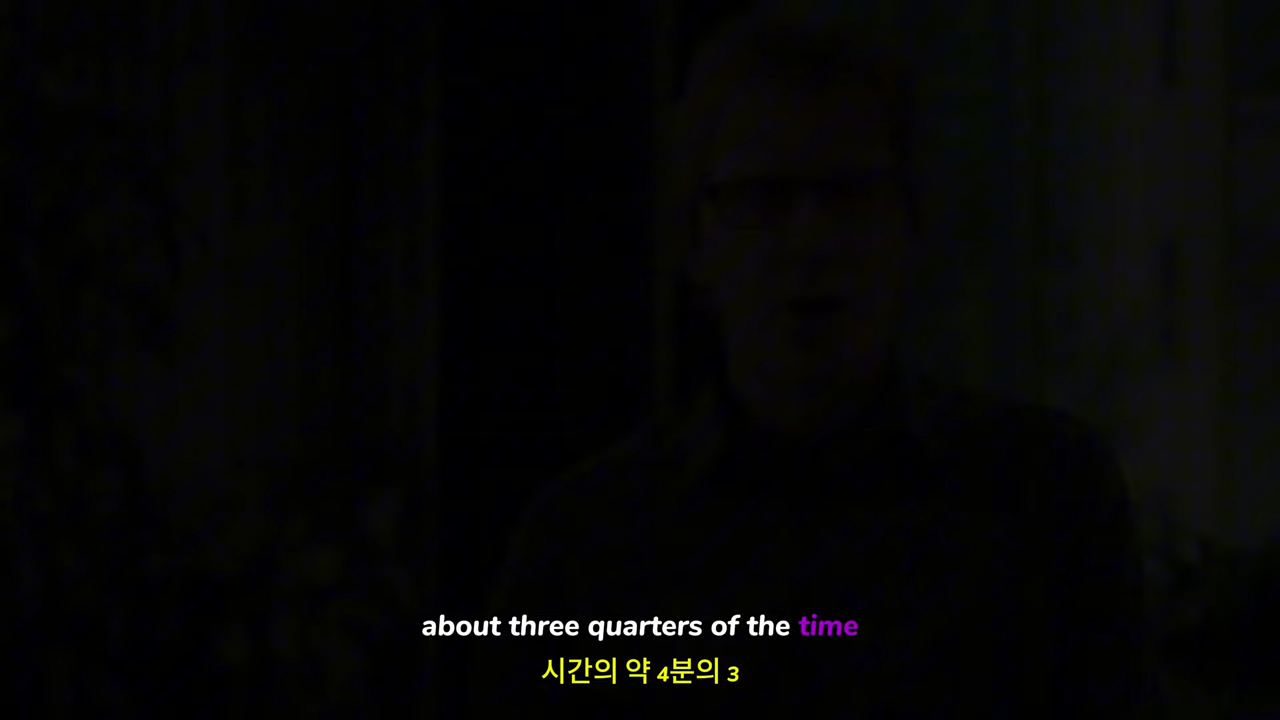 about three quarters of the time
시간의 약 4분의 3